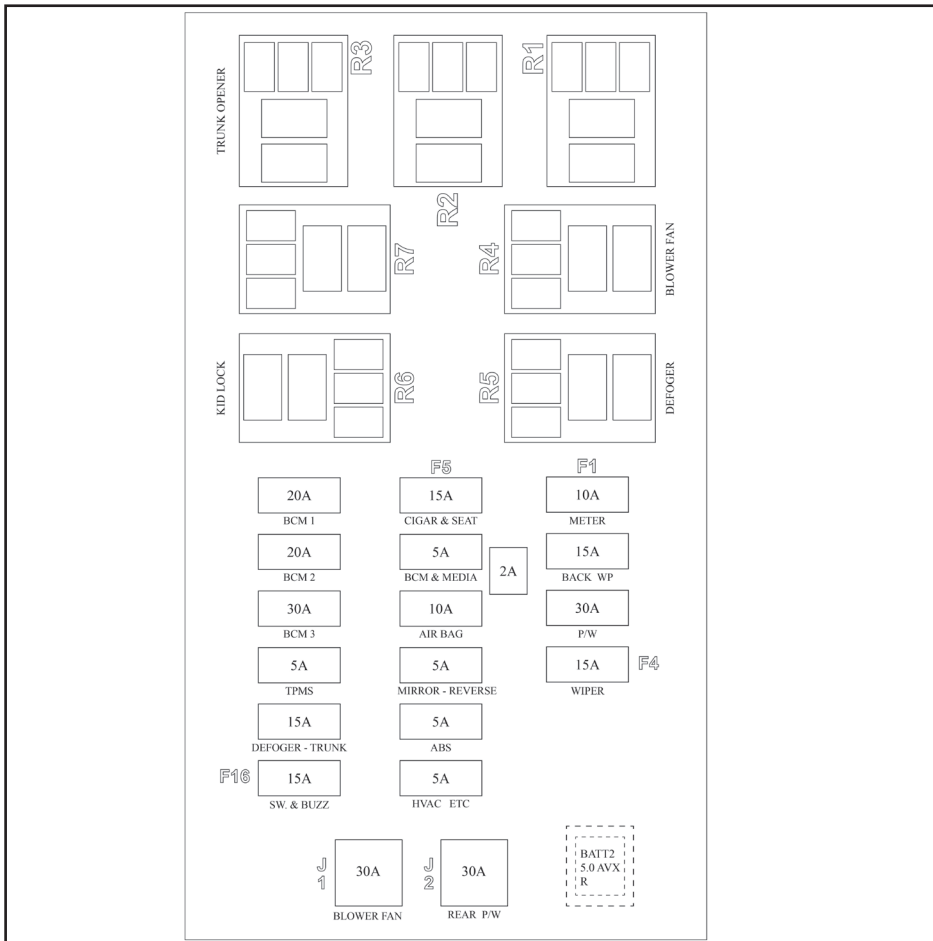 R3
R1
TRUNK OPENER
R2
R7
R4
BLOWER FAN
KID LOCK
R6
R5
DEFOGER
F5
F1
20A
15A
10A
BCM 1
CIGAR & SEAT
METER
20A
5A
2A
15A
BCM 2
BCM & MEDIA
BACK WP
30A
10A
30A
BCM 3
AIR BAG
P/W
5A
5A
15A
F4
TPMS
MIRROR - REVERSE
WIPER
15A
5A
DEFOGER - TRUNK
ABS
F16
15A
5A
SW. & BUZZ
HVAC ETC
J1
30A
J2
30A
BATT2
5.0 AVX
R
BLOWER FAN
REAR P/W